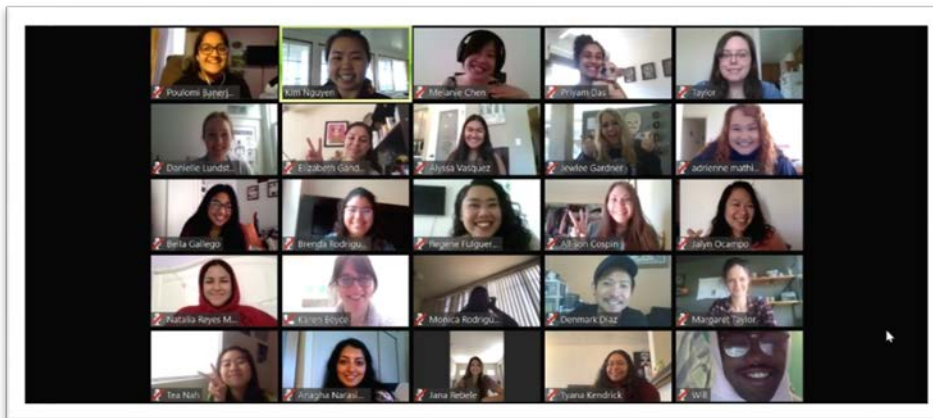 Poulomi Banerj...
Kim Nguyen
Melanie Chen
Priyam Das
Taylor
Danielle Lundst...
Elizabeth Gand...
Alyssa Vasquez
Jewlee Gardner
adrienne mathi...
Bella Gallego
Brenda Rodrigu...
Regene Fulguer...
Allison Cospin
Jalyn Ocampo
Natalia Reyes M...
Karen Boyce
Monica Rodrigu...
Denmark Diaz
Margaret Taylor
Tea Nah
Anagha Narasi...
Jana Rebele
Tyana Kendrick
Will